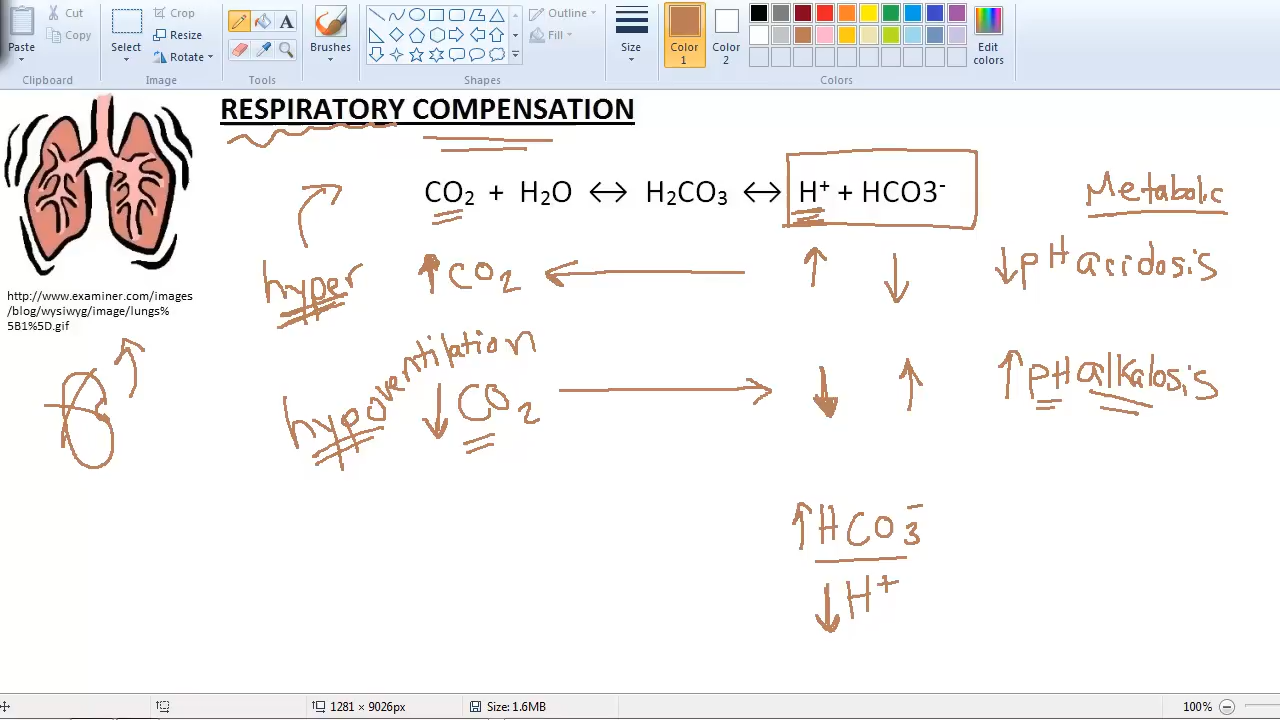 Paste
Cut
Copy
Clipboard
Select
Crop
Resize
Rotate
Image
A
Tools
Brushes
Outline
Fill
Shapes
Size
Color 1
Color 2
Colors
Edit colors
RESPIRATORY COMPENSATION
CO2 + H2O ↔ H2CO3 ↔ H+ + HCO3-
Metabolic
hyper ↑ CO2 ← ↑ ↓ ↓pH acidosis
http://www.examiner.com/images
/blog/wysiwyg/image/lungs%
5B1%5D.gif
hypoventilation ↓ CO2 → ↓ ↑ ↑pH alkalosis
↑HCO3-
↓H+
1281 × 9026px
Size: 1.6MB
100%